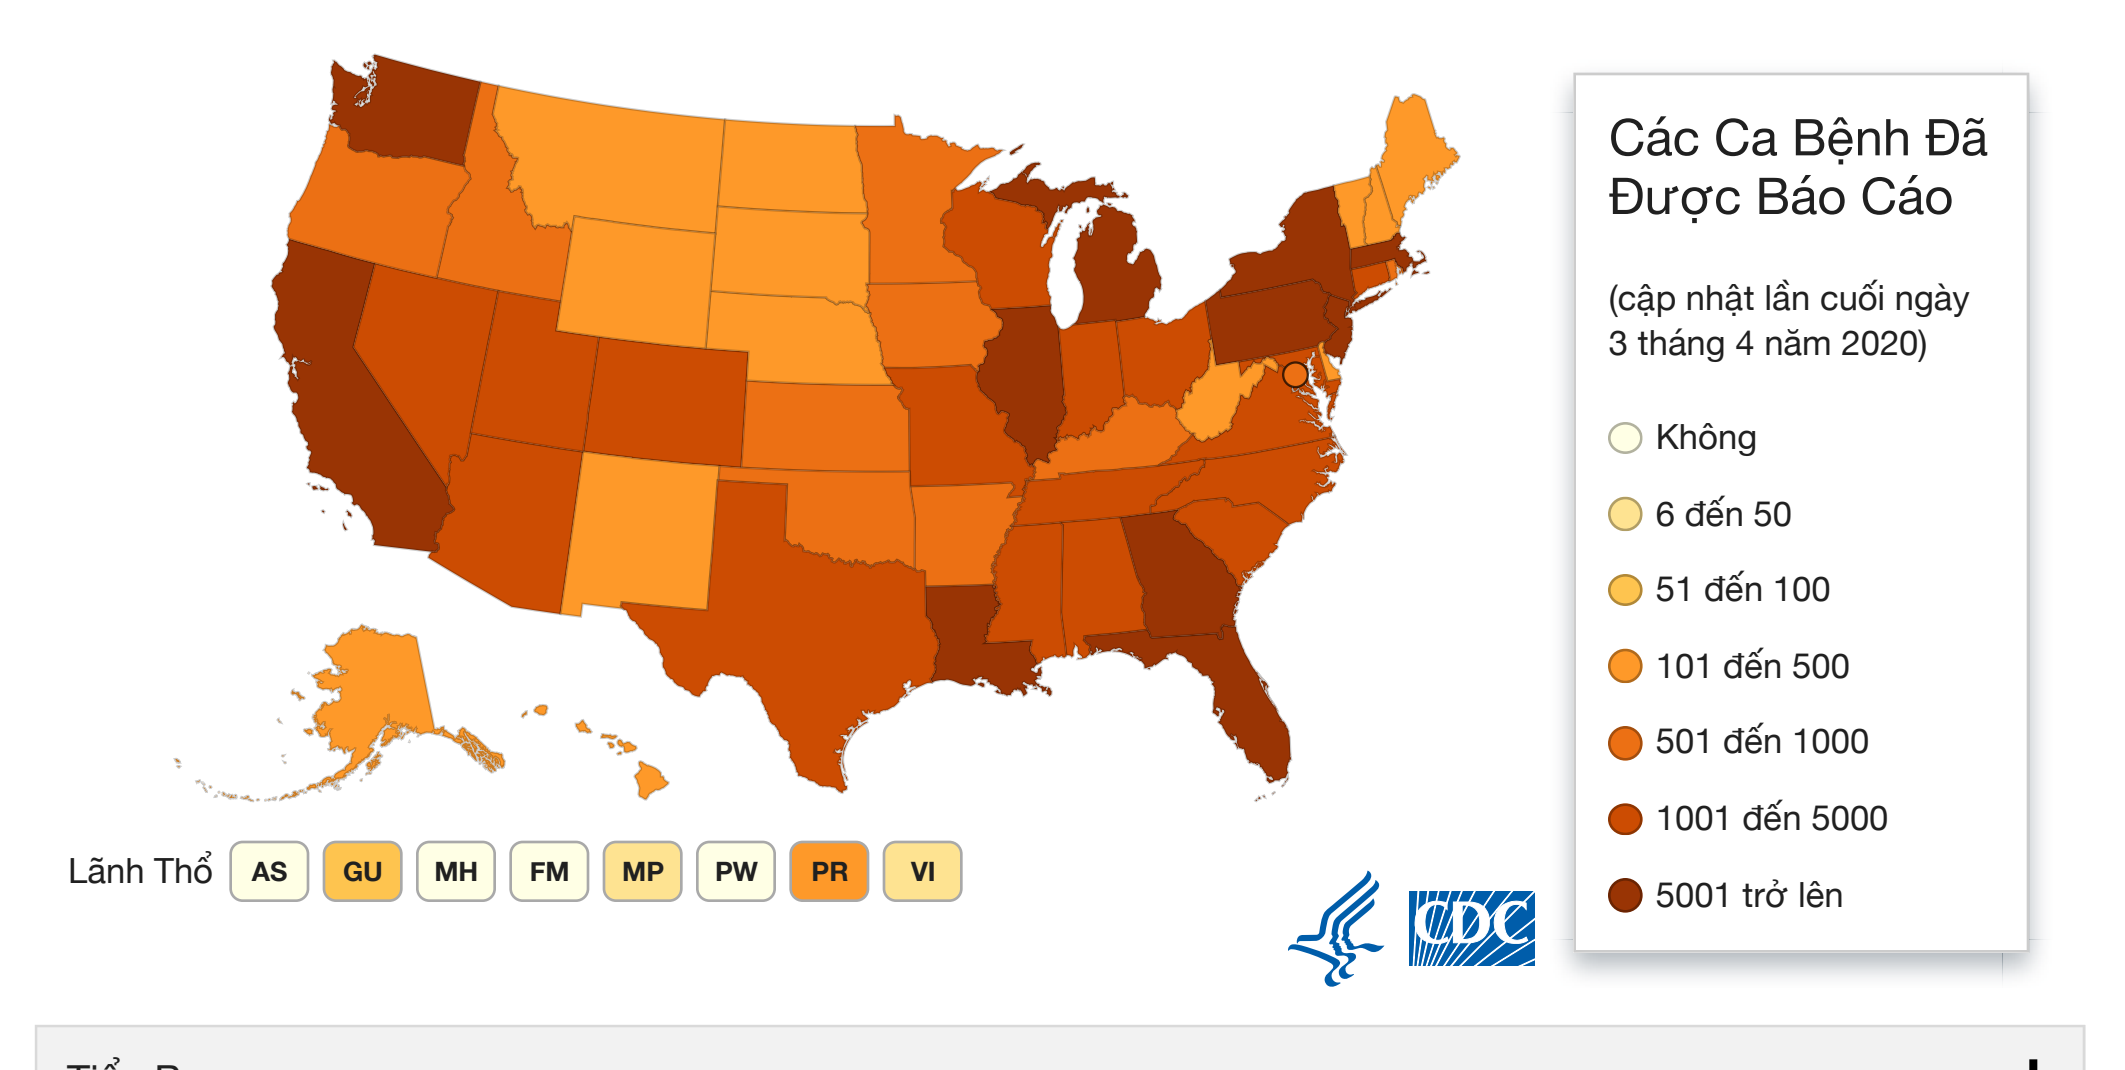 Các Ca Bệnh Đã
Được Báo Cáo
(cập nhật lần cuối ngày
3 tháng 4 năm 2020)
Không
6 đến 50
51 đến 100
101 đến 500
501 đến 1000
1001 đến 5000
5001 trở lên
Lãnh Thổ AS GU MH FM MP PW PR VI
CDC